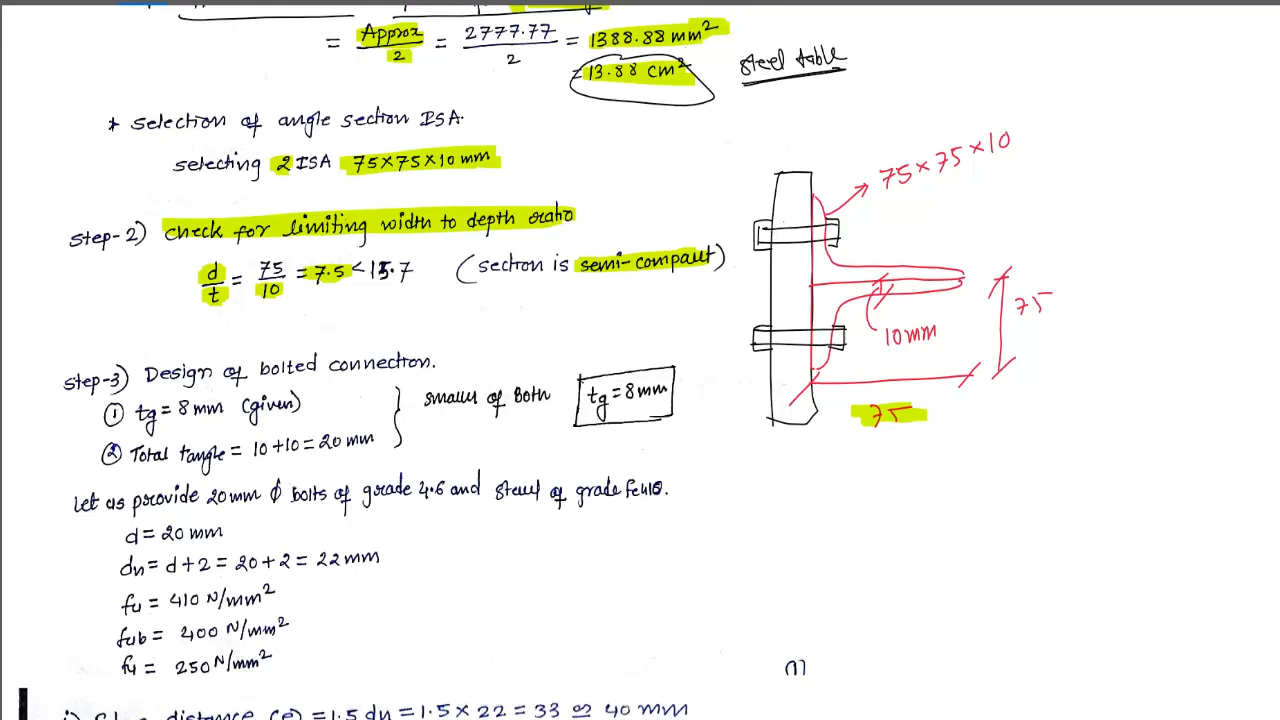 = Approx/2 = 2777.77/2 = 1388.88 mm²
= 13.88 cm²
steel table
* selection of angle section ISA.
selecting 2 ISA 75×75×10 mm
75×75×10
step-2) check for limiting width to depth ratio
d/t = 75/10 = 7.5 < 15.7 (section is semi-compact)
10mm
75
75
step-3) Design of bolted connection.
① tg = 8 mm (given)
② Total tangle = 10+10 = 20 mm
smaller of both
tg = 8 mm
Let us provide 20mm ϕ bolts of grade 4.6 and steel of grade Fe410.
d = 20 mm
dn = d+2 = 20+2 = 22 mm
fu = 410 N/mm²
fub = 400 N/mm²
fy = 250 N/mm²
distance (e) = 1.5 dn = 1.5 × 22 = 33 ≃ 40 mm